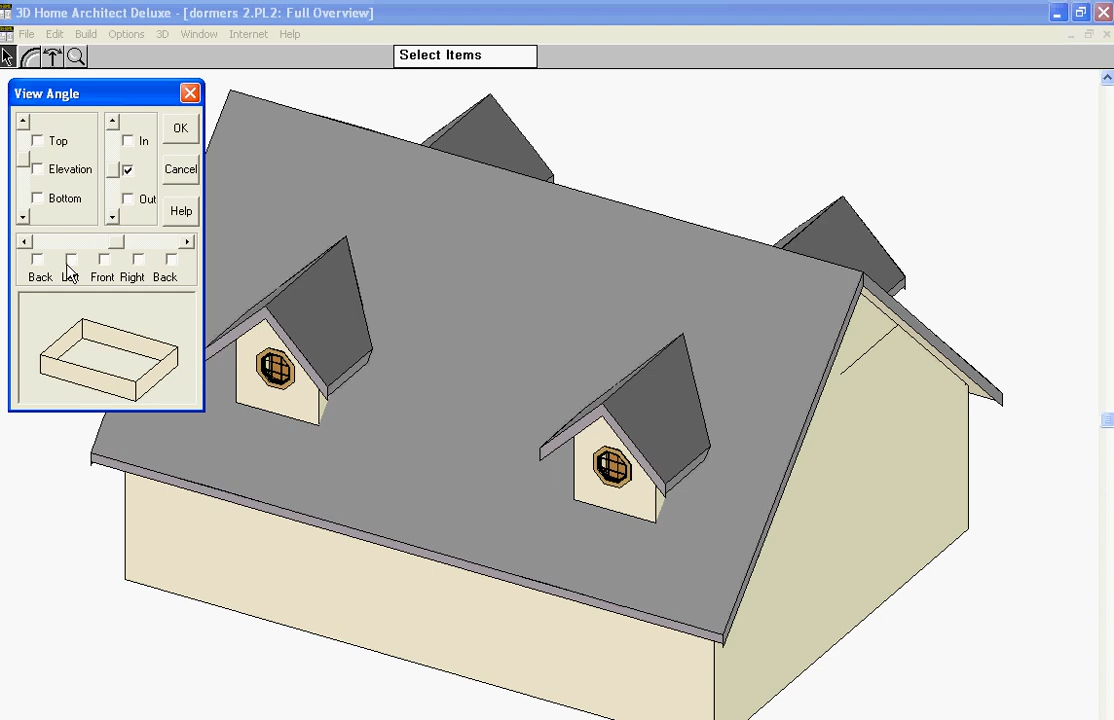 3D Home Architect Deluxe - [dormers 2.PL2: Full Overview]
File Edit Build Options 3D Window Internet Help
Select Items
View Angle
Top In OK
Elevation Cancel
Bottom Out Help
Back Left Front Right Back